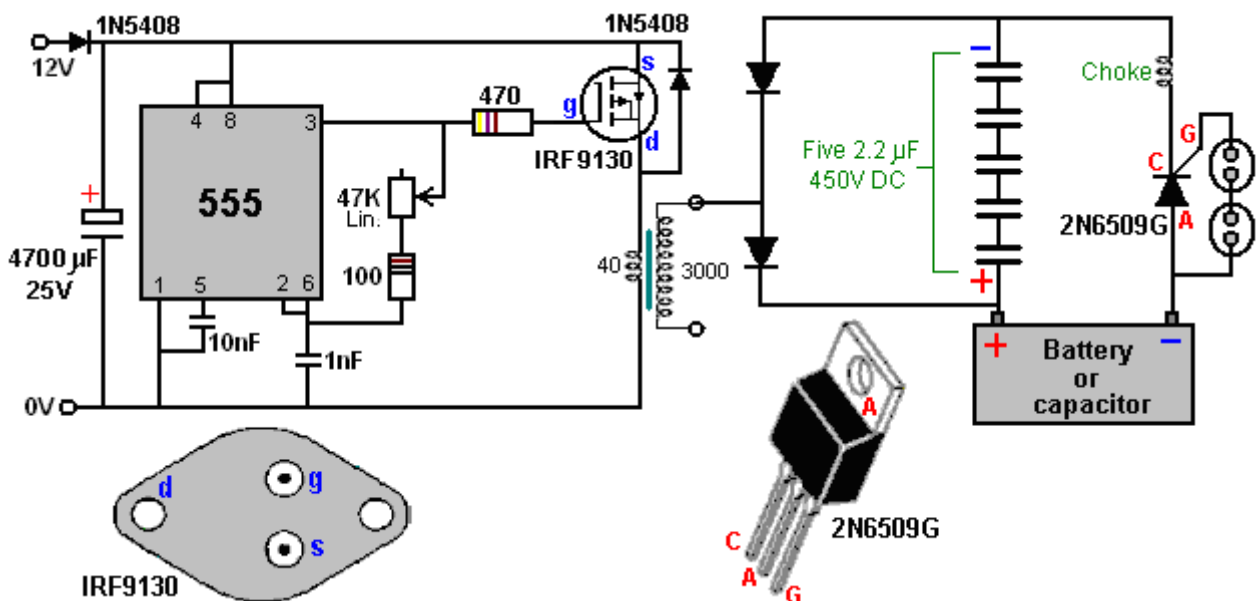 1N5408
12V
4 8 3
470
g
s
d
1N5408
IRF9130
555
+
4700 µF
25V
47K
Lin.
100
1 5 2 6
10nF
1nF
0V
40
3000
−
Five 2.2 µF
450V DC
+
Choke
G
C
A
2N6509G
+ −
Battery
or
capacitor
d
g
s
IRF9130
A
2N6509G
C
A
G